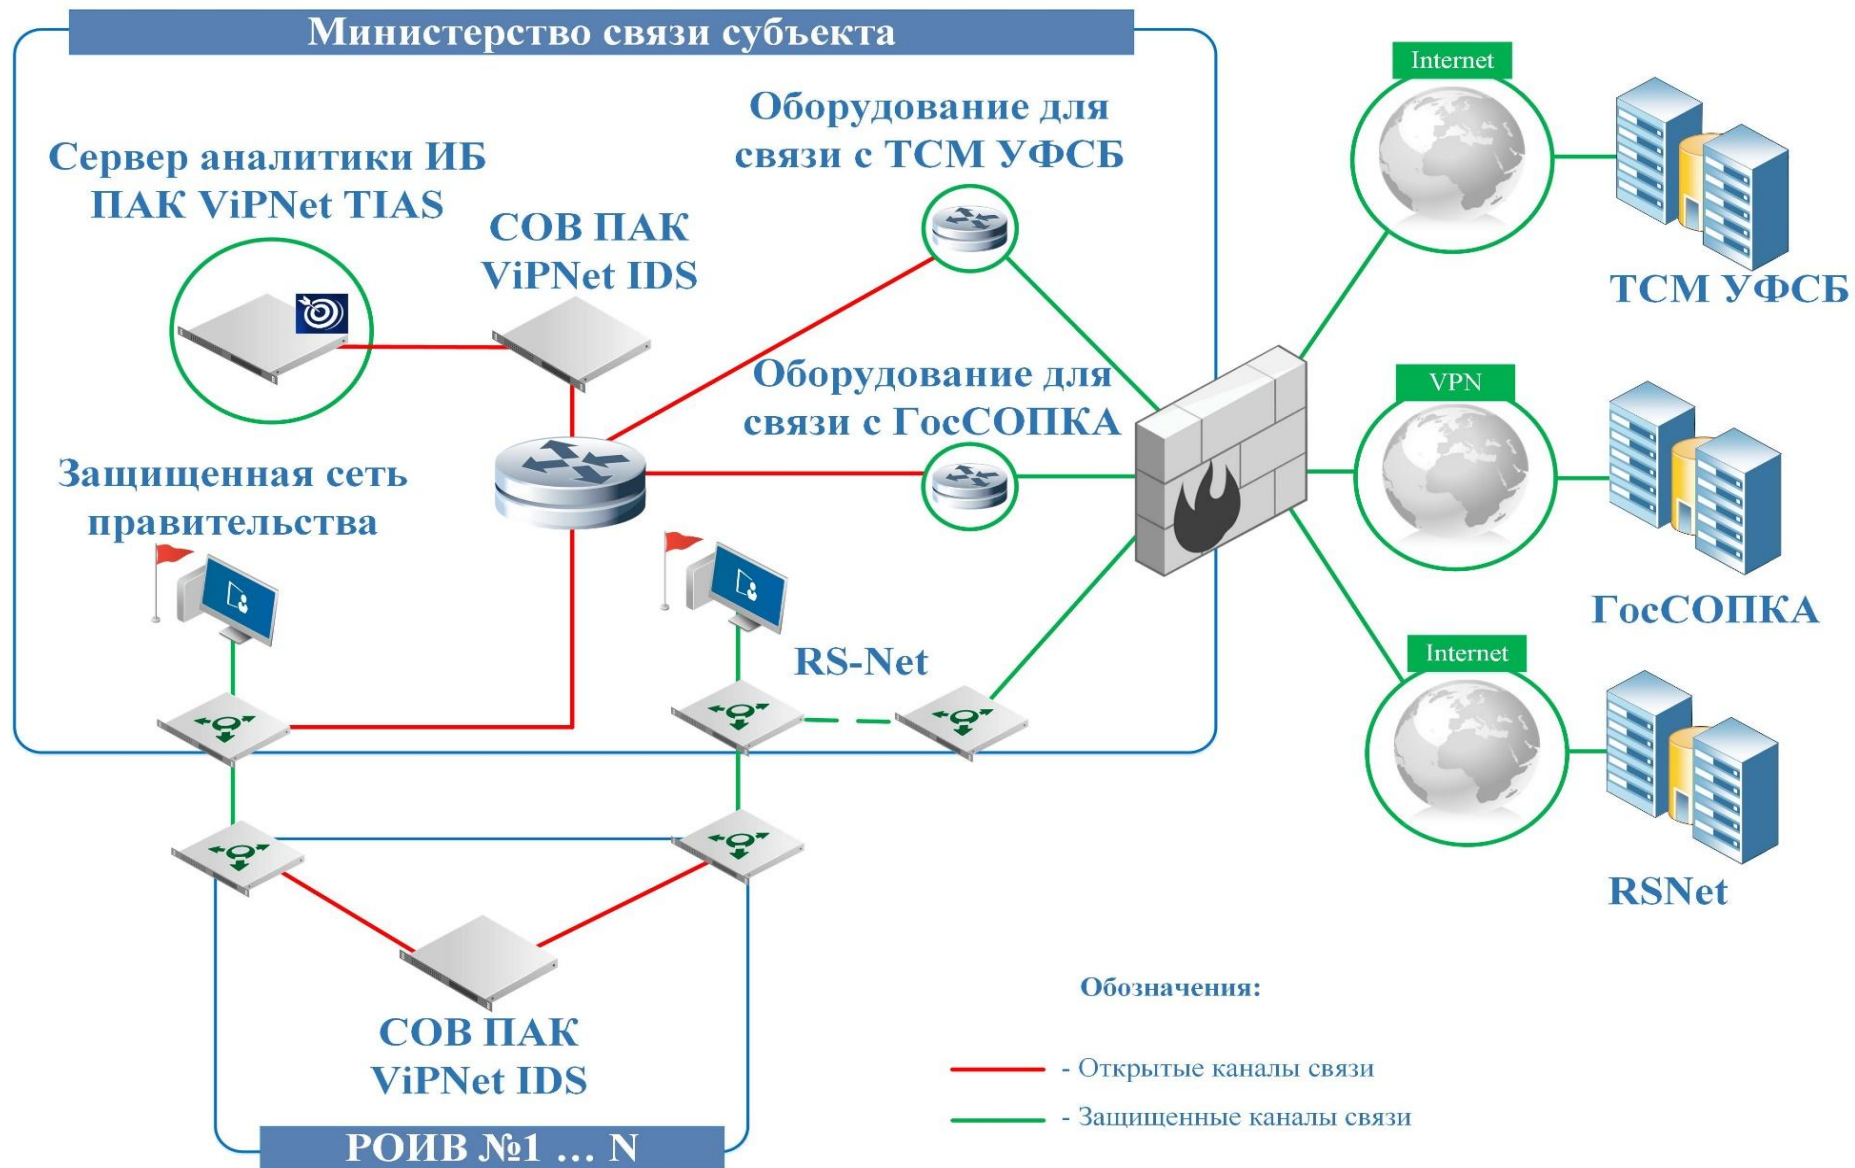 Министерство связи субъекта
Internet
Оборудование для
связи с ТСМ УФСБ
Сервер аналитики ИБ
ПАК ViPNet TIAS
СОВ ПАК
ViPNet IDS
ТСМ УФСБ
Оборудование для
связи с ГосСОПКА
VPN
Защищенная сеть
правительства
ГосСОПКА
RS-Net
Internet
RSNet
СОВ ПАК
ViPNet IDS
РОИВ №1 … N
Обозначения:
- Открытые каналы связи
- Защищенные каналы связи